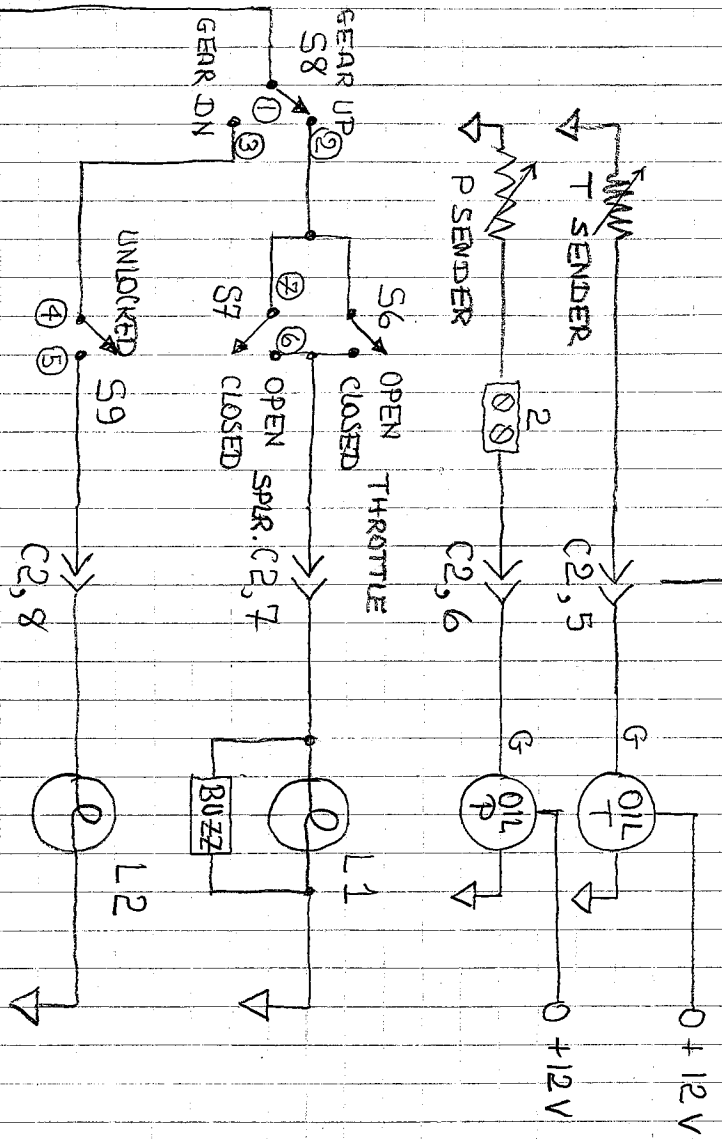 GEAR UP
S8
GEAR DN
①
②
③
T SENDER
P SENDER
S6
OPEN
CLOSED
THROTTLE
⑦
S7
⑥
OPEN
CLOSED
SPLR.
UNLOCKED
④
⑤
S9
2
C2,5
C2,6
C2,7
C2,8
G
OIL
T
G
OIL
P
BUZZ
L1
L2
+12V
+12V